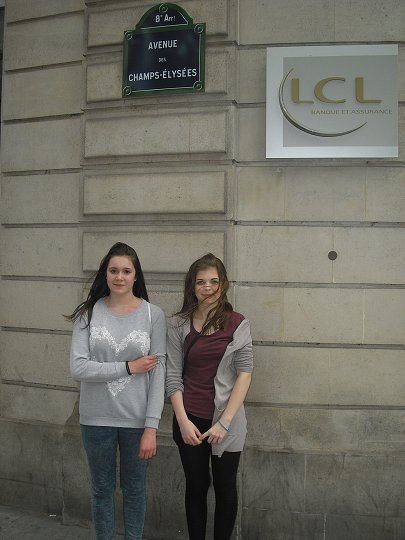 8e Arrt
AVENUE
DES
CHAMPS-ÉLYSÉES
LCL
BANQUE ET ASSURANCE